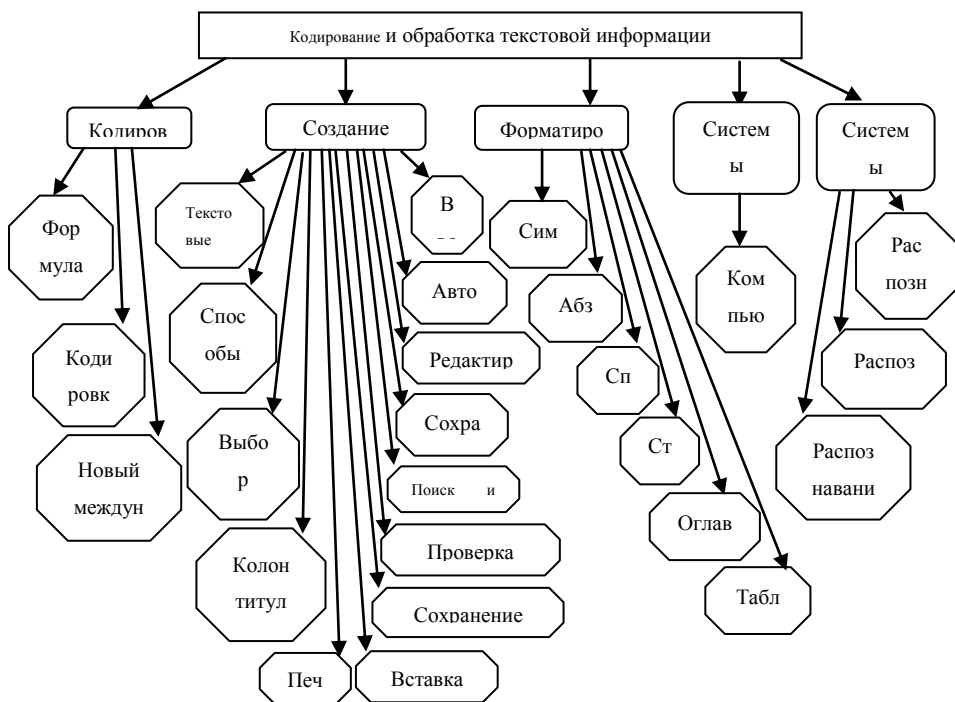 Кодирование и обработка текстовой информации
Кодиров
Создание
Форматиро
Систем
ы
Систем
ы
Фор
мула
Коди
ровк
Новый
междун
Тексто
вые
Спос
обы
Выбо
р
Колон
титул
Печ
В
Авто
Редактир
Сохра
Поиск и
Проверка
Сохранение
Вставка
Сим
Абз
Сп
Ст
Оглав
Табл
Ком
пью
Рас
позн
Распоз
Распоз
навани